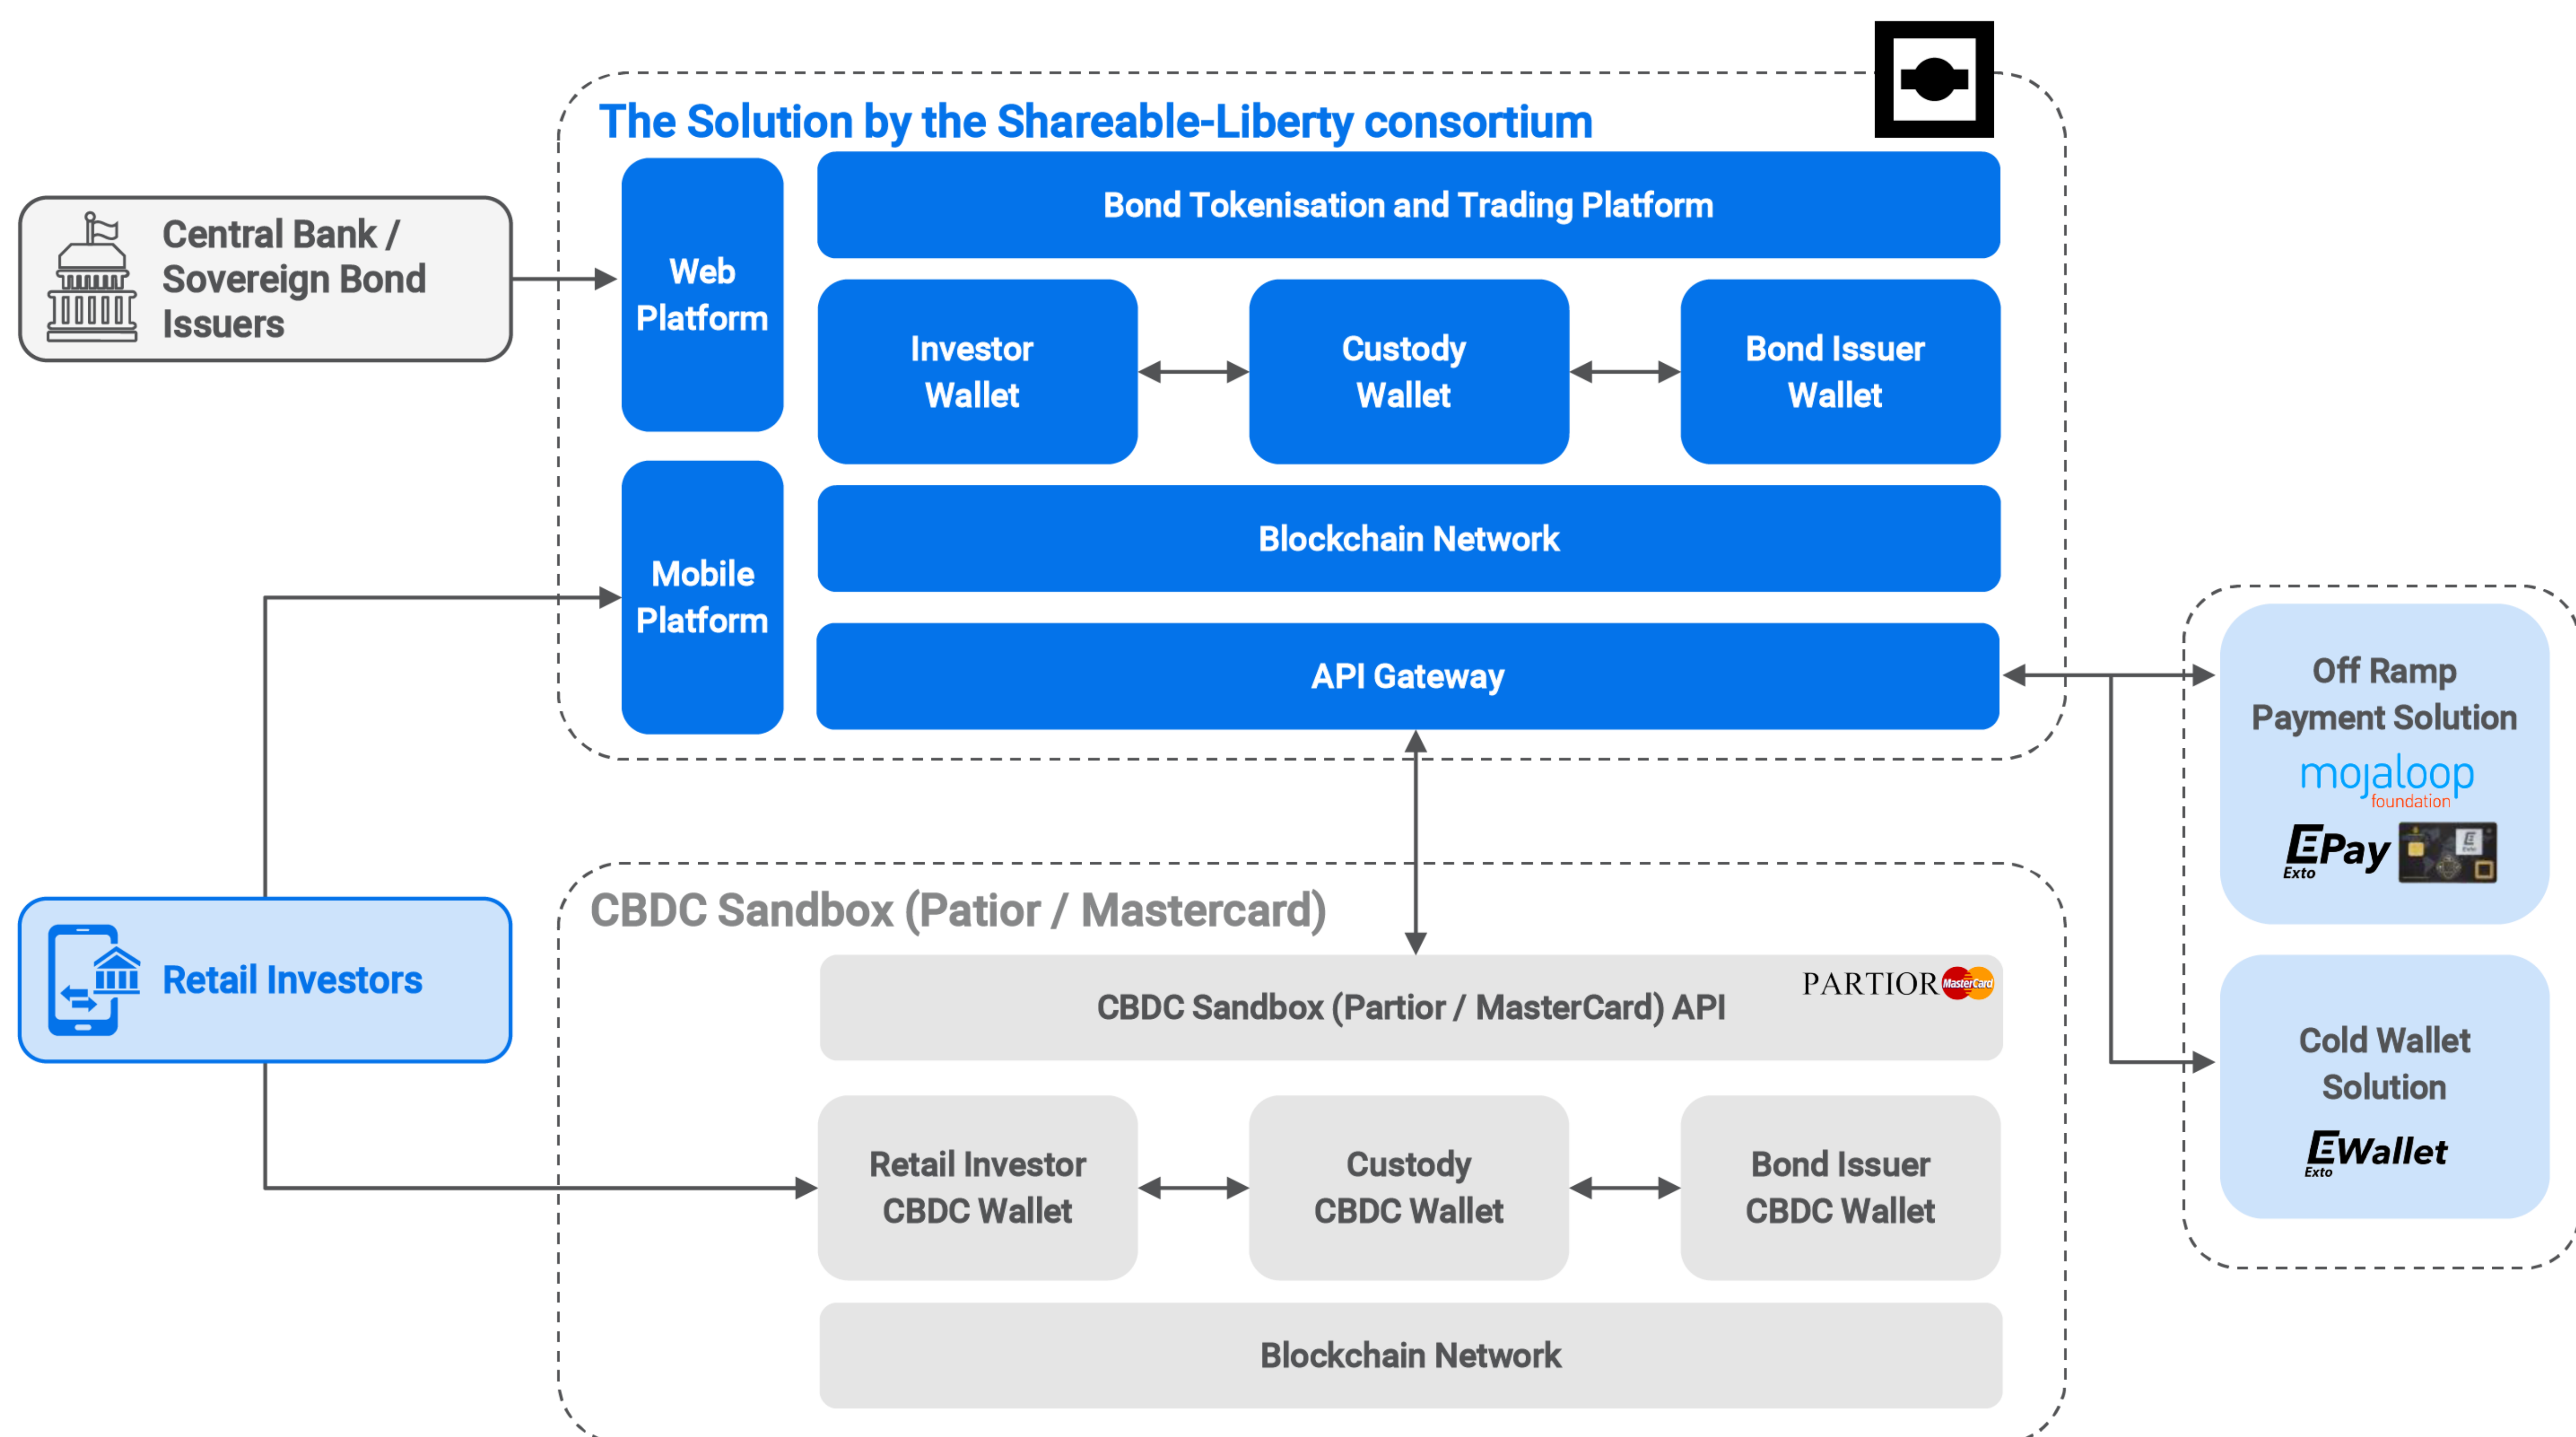 The Solution by the Shareable-Liberty consortium
Central Bank /
Sovereign Bond
Issuers
Web
Platform
Bond Tokenisation and Trading Platform
Investor
Wallet
Custody
Wallet
Bond Issuer
Wallet
Mobile
Platform
Blockchain Network
API Gateway
Off Ramp
Payment Solution
mojaloop
foundation
EPay
Exto
Retail Investors
CBDC Sandbox (Patior / Mastercard)
CBDC Sandbox (Partior / MasterCard) API
PARTIOR
MasterCard
Retail Investor
CBDC Wallet
Custody
CBDC Wallet
Bond Issuer
CBDC Wallet
Blockchain Network
Cold Wallet
Solution
EWallet
Exto